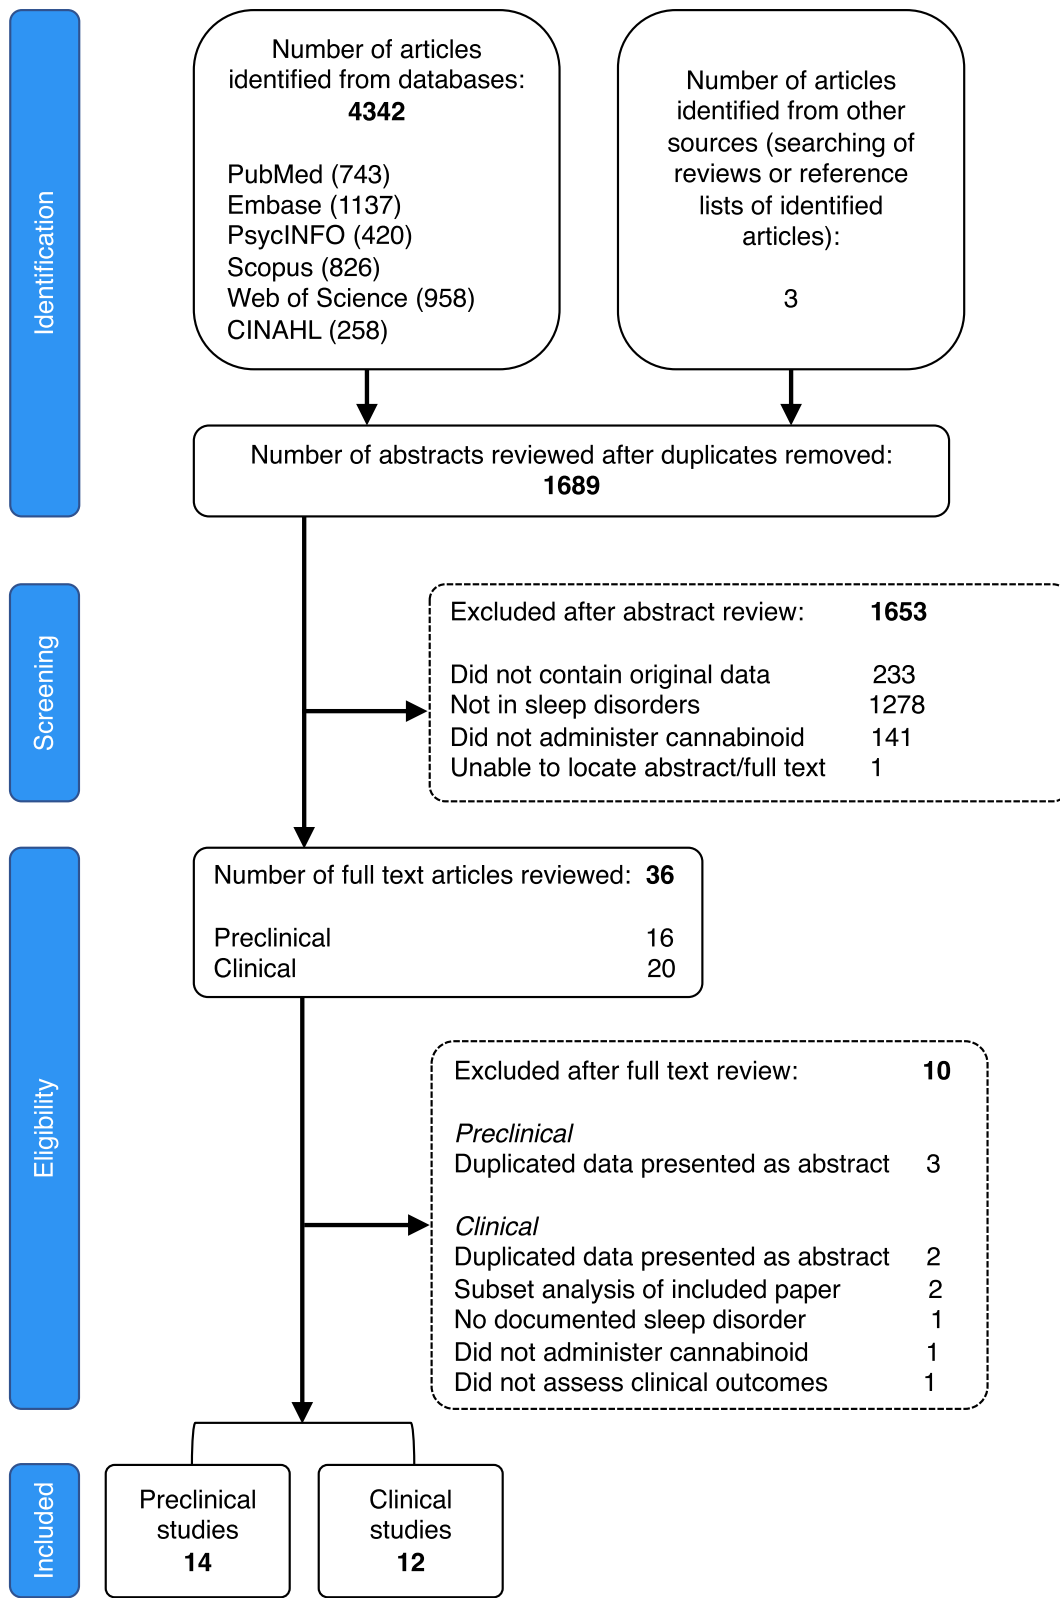 Identification
Number of articles
identified from databases:
4342
PubMed (743)
Embase (1137)
PsycINFO (420)
Scopus (826)
Web of Science (958)
CINAHL (258)
Number of articles
identified from other
sources (searching of
reviews or reference
lists of identified
articles):
3
Number of abstracts reviewed after duplicates removed:
1689
Screening
Excluded after abstract review: 1653
Did not contain original data 233
Not in sleep disorders 1278
Did not administer cannabinoid 141
Unable to locate abstract/full text 1
Eligibility
Number of full text articles reviewed: 36
Preclinical 16
Clinical 20
Excluded after full text review: 10
Preclinical
Duplicated data presented as abstract 3
Clinical
Duplicated data presented as abstract 2
Subset analysis of included paper 2
No documented sleep disorder 1
Did not administer cannabinoid 1
Did not assess clinical outcomes 1
Included
Preclinical
studies
14
Clinical
studies
12